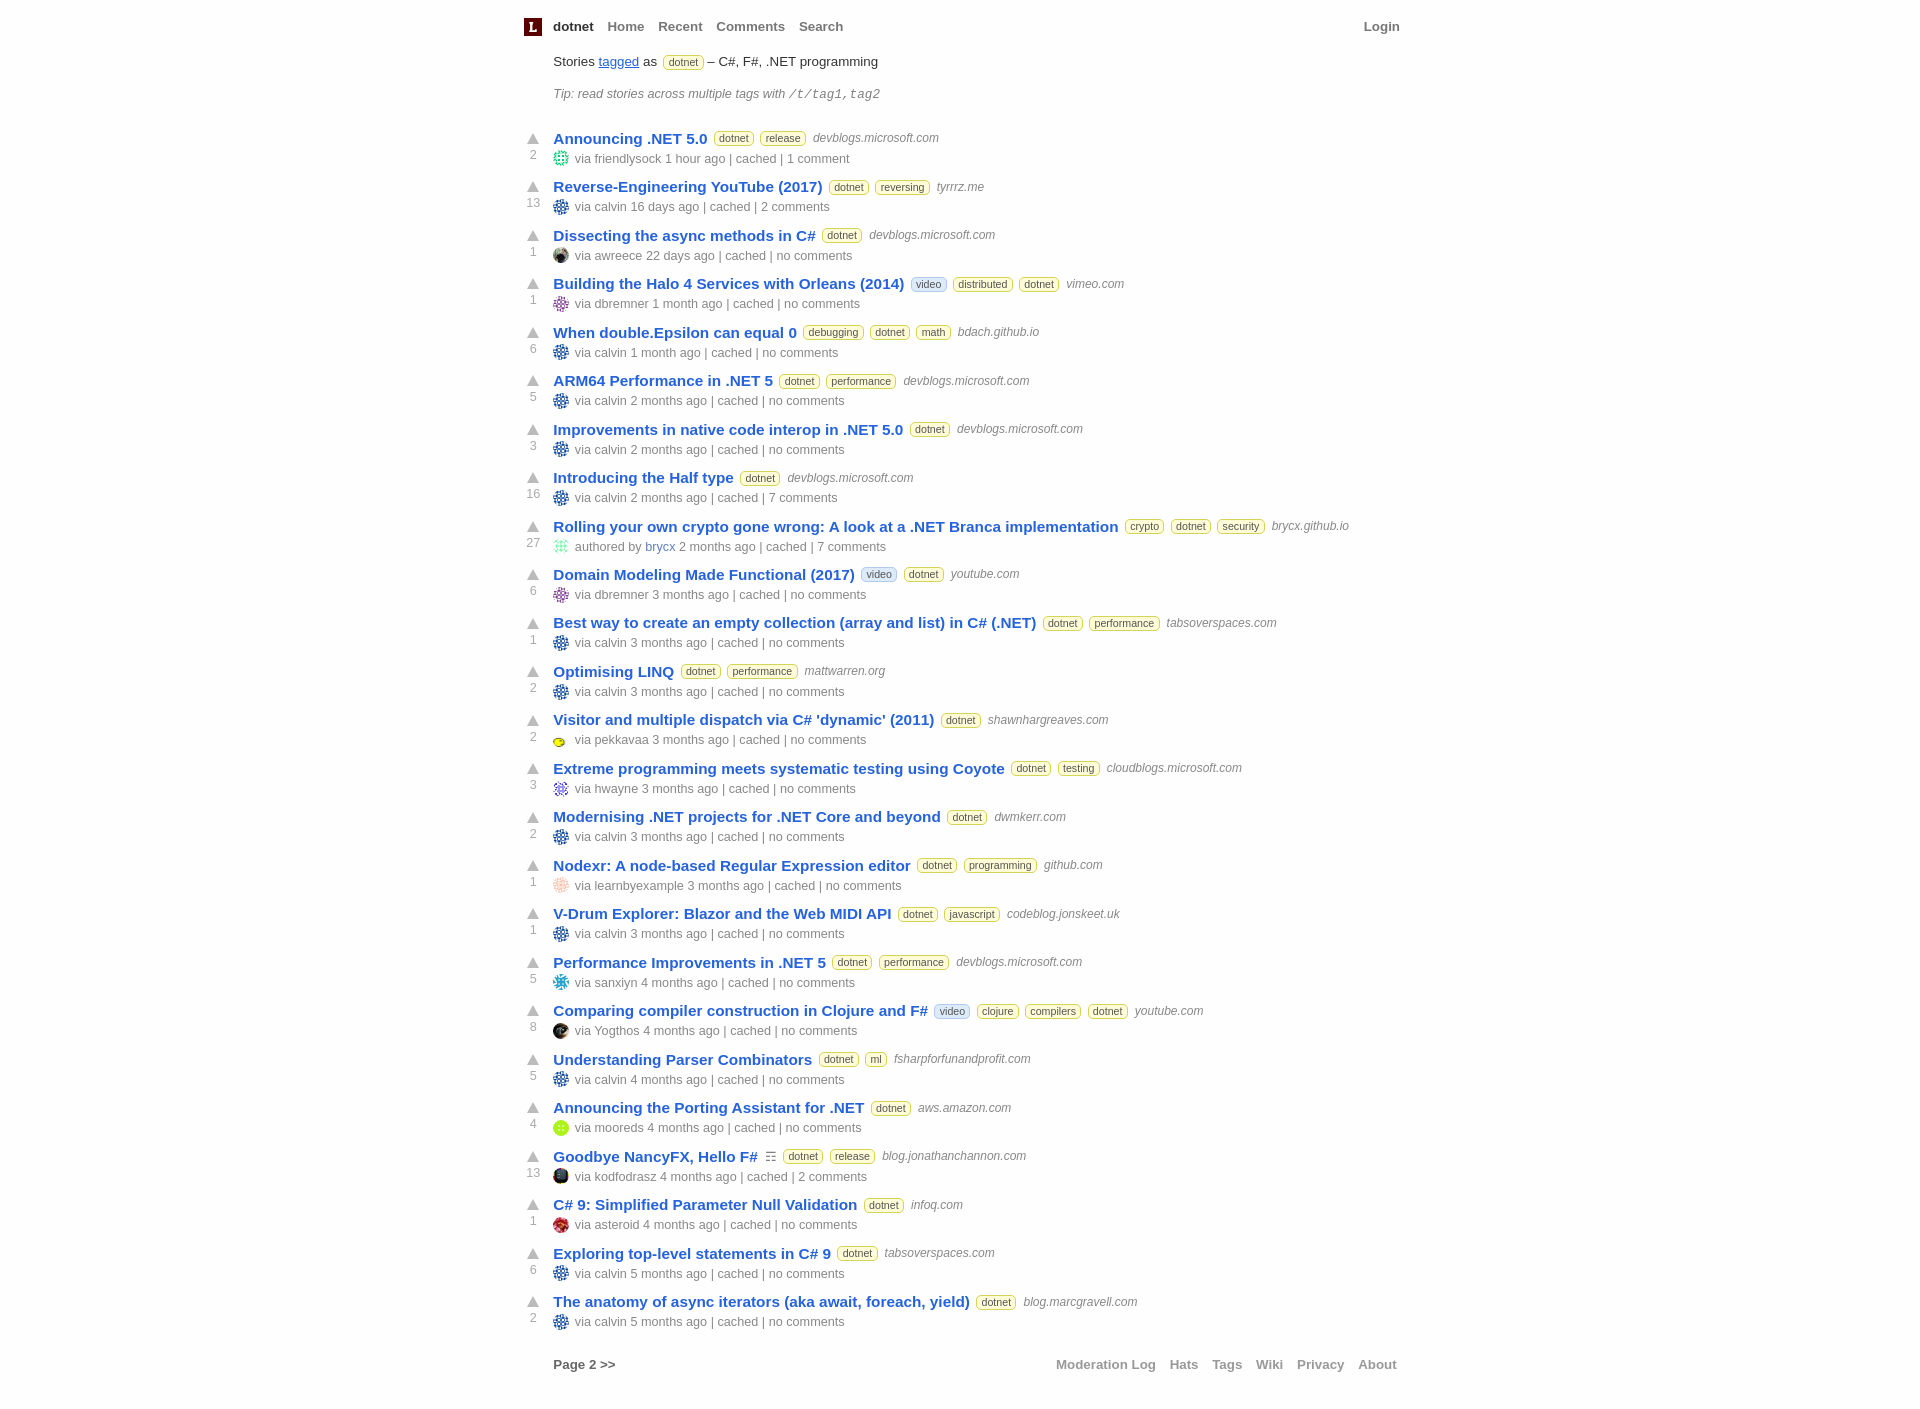 L dotnet Home Recent Comments Search Login
Stories tagged as dotnet – C#, F#, .NET programming
Tip: read stories across multiple tags with /t/tag1,tag2
Announcing .NET 5.0 dotnet release devblogs.microsoft.com
2 via friendlysock 1 hour ago | cached | 1 comment
Reverse-Engineering YouTube (2017) dotnet reversing tyrrrz.me
13 via calvin 16 days ago | cached | 2 comments
Dissecting the async methods in C# dotnet devblogs.microsoft.com
1 via awreece 22 days ago | cached | no comments
Building the Halo 4 Services with Orleans (2014) video distributed dotnet vimeo.com
1 via dbremner 1 month ago | cached | no comments
When double.Epsilon can equal 0 debugging dotnet math bdach.github.io
6 via calvin 1 month ago | cached | no comments
ARM64 Performance in .NET 5 dotnet performance devblogs.microsoft.com
5 via calvin 2 months ago | cached | no comments
Improvements in native code interop in .NET 5.0 dotnet devblogs.microsoft.com
3 via calvin 2 months ago | cached | no comments
Introducing the Half type dotnet devblogs.microsoft.com
16 via calvin 2 months ago | cached | 7 comments
Rolling your own crypto gone wrong: A look at a .NET Branca implementation crypto dotnet security brycx.github.io
27 authored by brycx 2 months ago | cached | 7 comments
Domain Modeling Made Functional (2017) video dotnet youtube.com
6 via dbremner 3 months ago | cached | no comments
Best way to create an empty collection (array and list) in C# (.NET) dotnet performance tabsoverspaces.com
1 via calvin 3 months ago | cached | no comments
Optimising LINQ dotnet performance mattwarren.org
2 via calvin 3 months ago | cached | no comments
Visitor and multiple dispatch via C# 'dynamic' (2011) dotnet shawnhargreaves.com
2 via pekkavaa 3 months ago | cached | no comments
Extreme programming meets systematic testing using Coyote dotnet testing cloudblogs.microsoft.com
3 via hwayne 3 months ago | cached | no comments
Modernising .NET projects for .NET Core and beyond dotnet dwmkerr.com
2 via calvin 3 months ago | cached | no comments
Nodexr: A node-based Regular Expression editor dotnet programming github.com
1 via learnbyexample 3 months ago | cached | no comments
V-Drum Explorer: Blazor and the Web MIDI API dotnet javascript codeblog.jonskeet.uk
1 via calvin 3 months ago | cached | no comments
Performance Improvements in .NET 5 dotnet performance devblogs.microsoft.com
5 via sanxiyn 4 months ago | cached | no comments
Comparing compiler construction in Clojure and F# video clojure compilers dotnet youtube.com
8 via Yogthos 4 months ago | cached | no comments
Understanding Parser Combinators dotnet ml fsharpforfunandprofit.com
5 via calvin 4 months ago | cached | no comments
Announcing the Porting Assistant for .NET dotnet aws.amazon.com
4 via mooreds 4 months ago | cached | no comments
Goodbye NancyFX, Hello F# ☶ dotnet release blog.jonathanchannon.com
13 via kodfodrasz 4 months ago | cached | 2 comments
C# 9: Simplified Parameter Null Validation dotnet infoq.com
1 via asteroid 4 months ago | cached | no comments
Exploring top-level statements in C# 9 dotnet tabsoverspaces.com
6 via calvin 5 months ago | cached | no comments
The anatomy of async iterators (aka await, foreach, yield) dotnet blog.marcgravell.com
2 via calvin 5 months ago | cached | no comments
Page 2 >> Moderation Log Hats Tags Wiki Privacy About